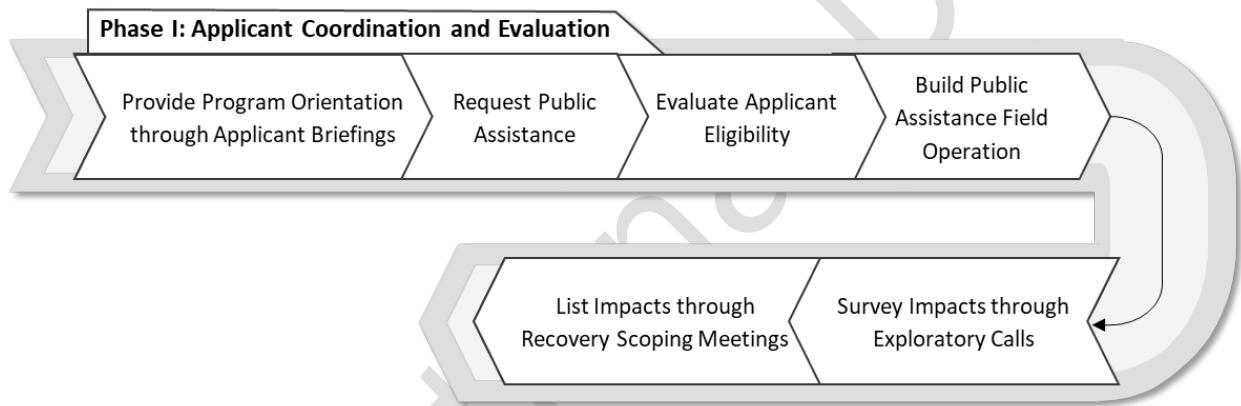 Phase I: Applicant Coordination and Evaluation
Provide Program Orientation
through Applicant Briefings
Request Public
Assistance
Evaluate Applicant
Eligibility
Build Public
Assistance Field
Operation
Survey Impacts through
Exploratory Calls
List Impacts through
Recovery Scoping Meetings